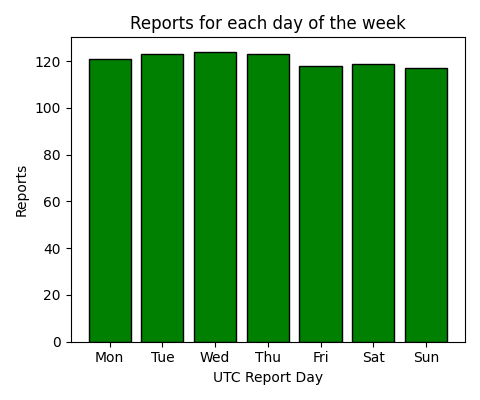 Reports for each day of the week
120
100
80
60
40
20
0
Reports
Mon Tue Wed Thu Fri Sat Sun
UTC Report Day